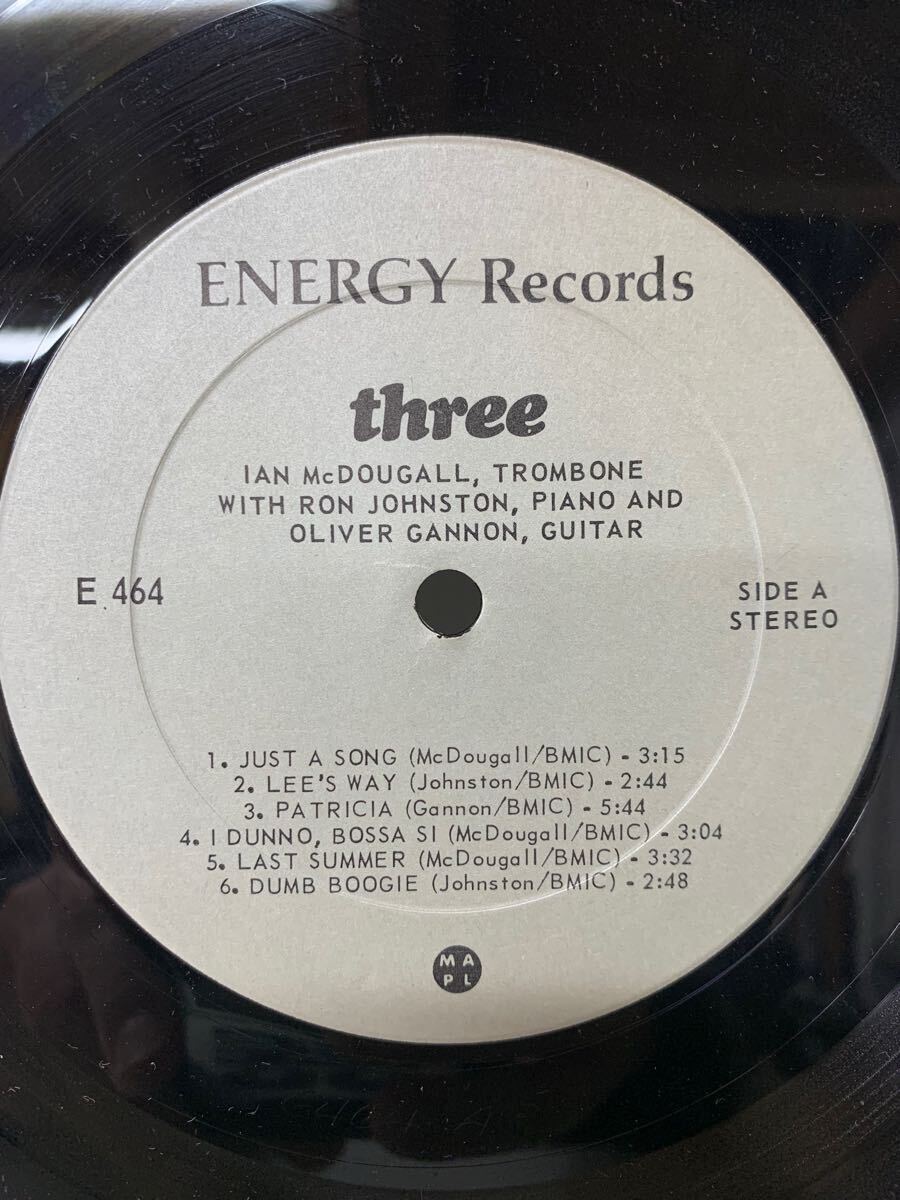 ENERGY Records
three
IAN McDOUGALL, TROMBONE
WITH RON JOHNSTON, PIANO AND
OLIVER GANNON, GUITAR
E 464
SIDE A
STEREO
1. JUST A SONG (McDougall/BMIC) - 3:15
2. LEE'S WAY (Johnston/BMIC) - 2:44
3. PATRICIA (Gannon/BMIC) - 5:44
4. I DUNNO, BOSSA SI (McDougall/BMIC) - 3:04
5. LAST SUMMER (McDougall/BMIC) - 3:32
6. DUMB BOOGIE (Johnston/BMIC) - 2:48
M A
P L